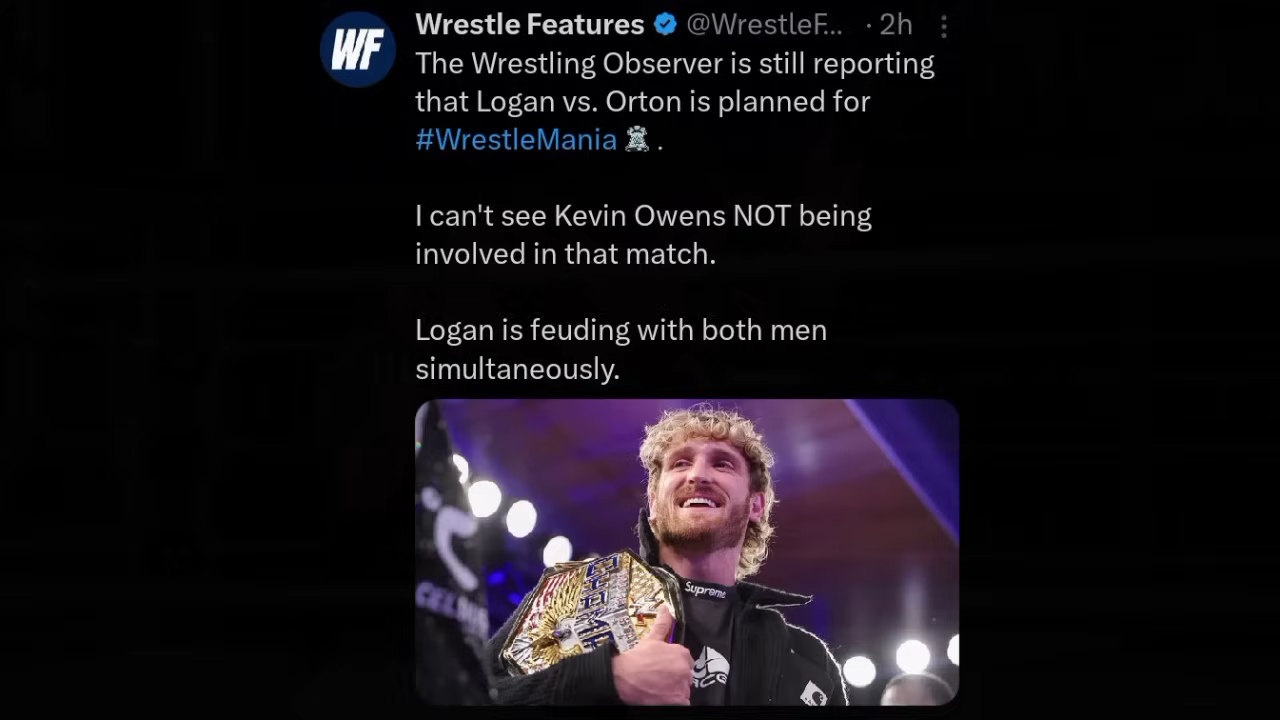 WF
Wrestle Features @WrestleF... · 2h
The Wrestling Observer is still reporting
that Logan vs. Orton is planned for
#WrestleMania .
I can't see Kevin Owens NOT being
involved in that match.
Logan is feuding with both men
simultaneously.
Supreme